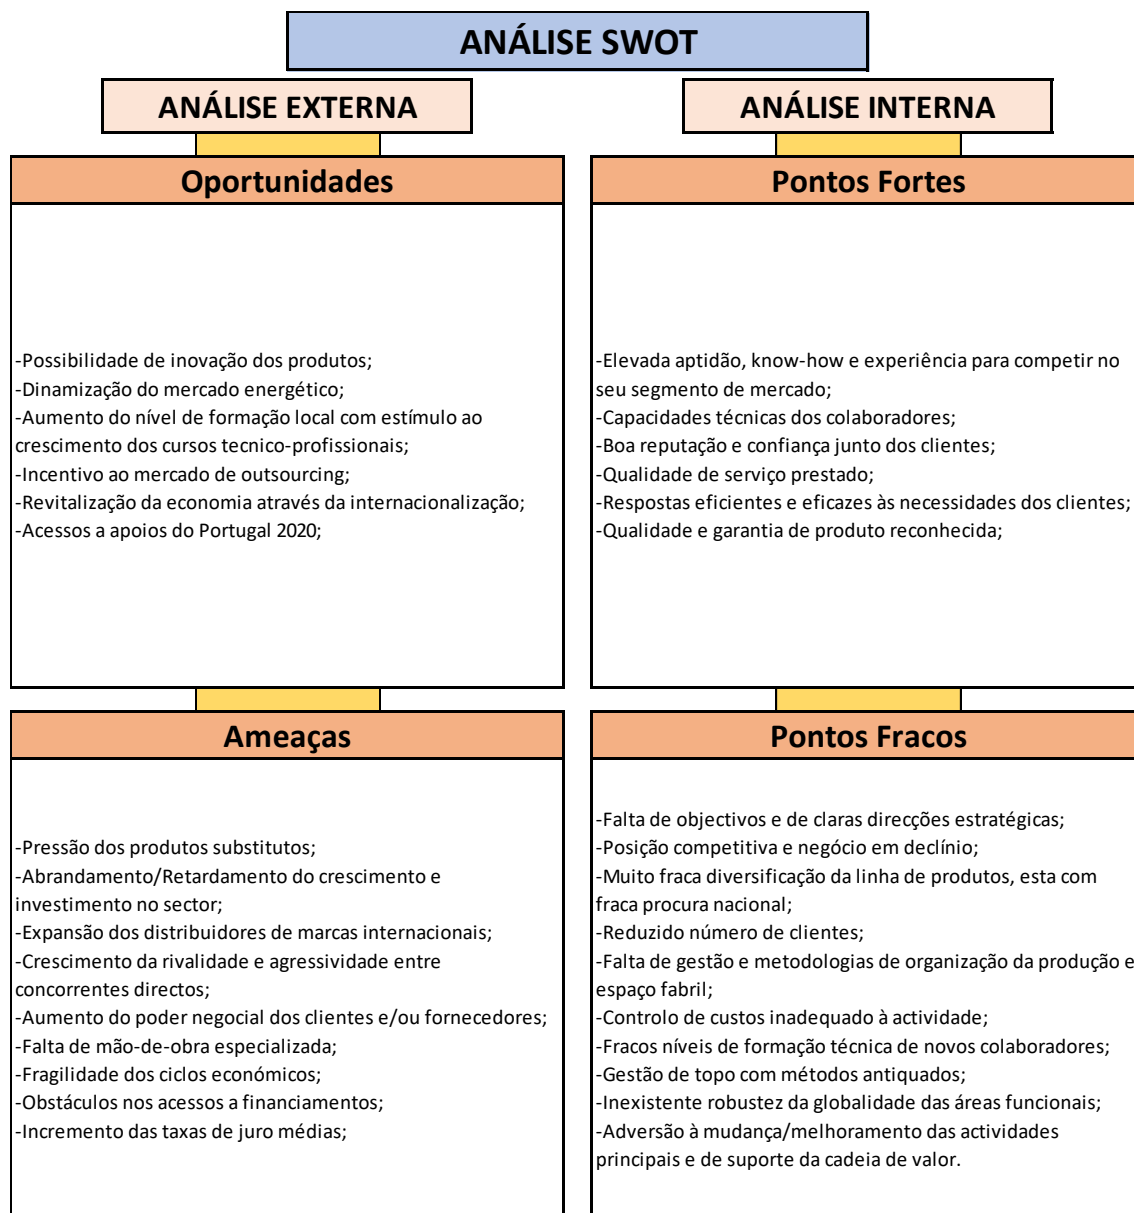 ANÁLISE SWOT
ANÁLISE EXTERNA
Oportunidades
-Possibilidade de inovação dos produtos;
-Dinamização do mercado energético;
-Aumento do nível de formação local com estímulo ao
crescimento dos cursos tecnico-profissionais;
-Incentivo ao mercado de outsourcing;
-Revitalização da economia através da internacionalização;
-Acessos a apoios do Portugal 2020;
Ameaças
-Pressão dos produtos substitutos;
-Abrandamento/Retardamento do crescimento e
investimento no sector;
-Expansão dos distribuidores de marcas internacionais;
-Crescimento da rivalidade e agressividade entre
concorrentes directos;
-Aumento do poder negocial dos clientes e/ou fornecedores;
-Falta de mão-de-obra especializada;
-Fragilidade dos ciclos económicos;
-Obstáculos nos acessos a financiamentos;
-Incremento das taxas de juro médias;
ANÁLISE INTERNA
Pontos Fortes
-Elevada aptidão, know-how e experiência para competir no
seu segmento de mercado;
-Capacidades técnicas dos colaboradores;
-Boa reputação e confiança junto dos clientes;
-Qualidade de serviço prestado;
-Respostas eficientes e eficazes às necessidades dos clientes;
-Qualidade e garantia de produto reconhecida;
Pontos Fracos
-Falta de objectivos e de claras direcções estratégicas;
-Posição competitiva e negócio em declínio;
-Muito fraca diversificação da linha de produtos, esta com
fraca procura nacional;
-Reduzido número de clientes;
-Falta de gestão e metodologias de organização da produção e
espaço fabril;
-Controlo de custos inadequado à actividade;
-Fracos níveis de formação técnica de novos colaboradores;
-Gestão de topo com métodos antiquados;
-Inexistente robustez da globalidade das áreas funcionais;
-Adversão à mudança/melhoramento das actividades
principais e de suporte da cadeia de valor.